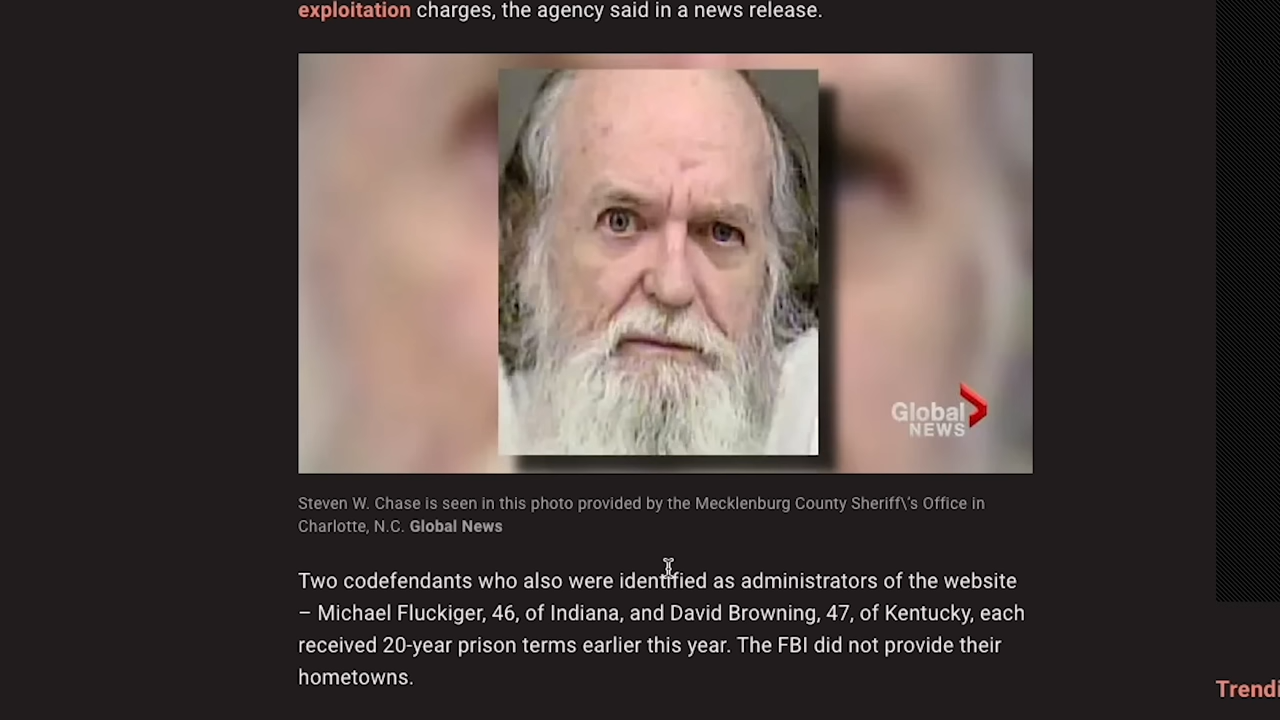 exploitation charges, the agency said in a news release.
Global
NEWS
Steven W. Chase is seen in this photo provided by the Mecklenburg County Sheriff\'s Office in
Charlotte, N.C. Global News
Two codefendants who also were identified as administrators of the website
– Michael Fluckiger, 46, of Indiana, and David Browning, 47, of Kentucky, each
received 20-year prison terms earlier this year. The FBI did not provide their
hometowns.
Trendi